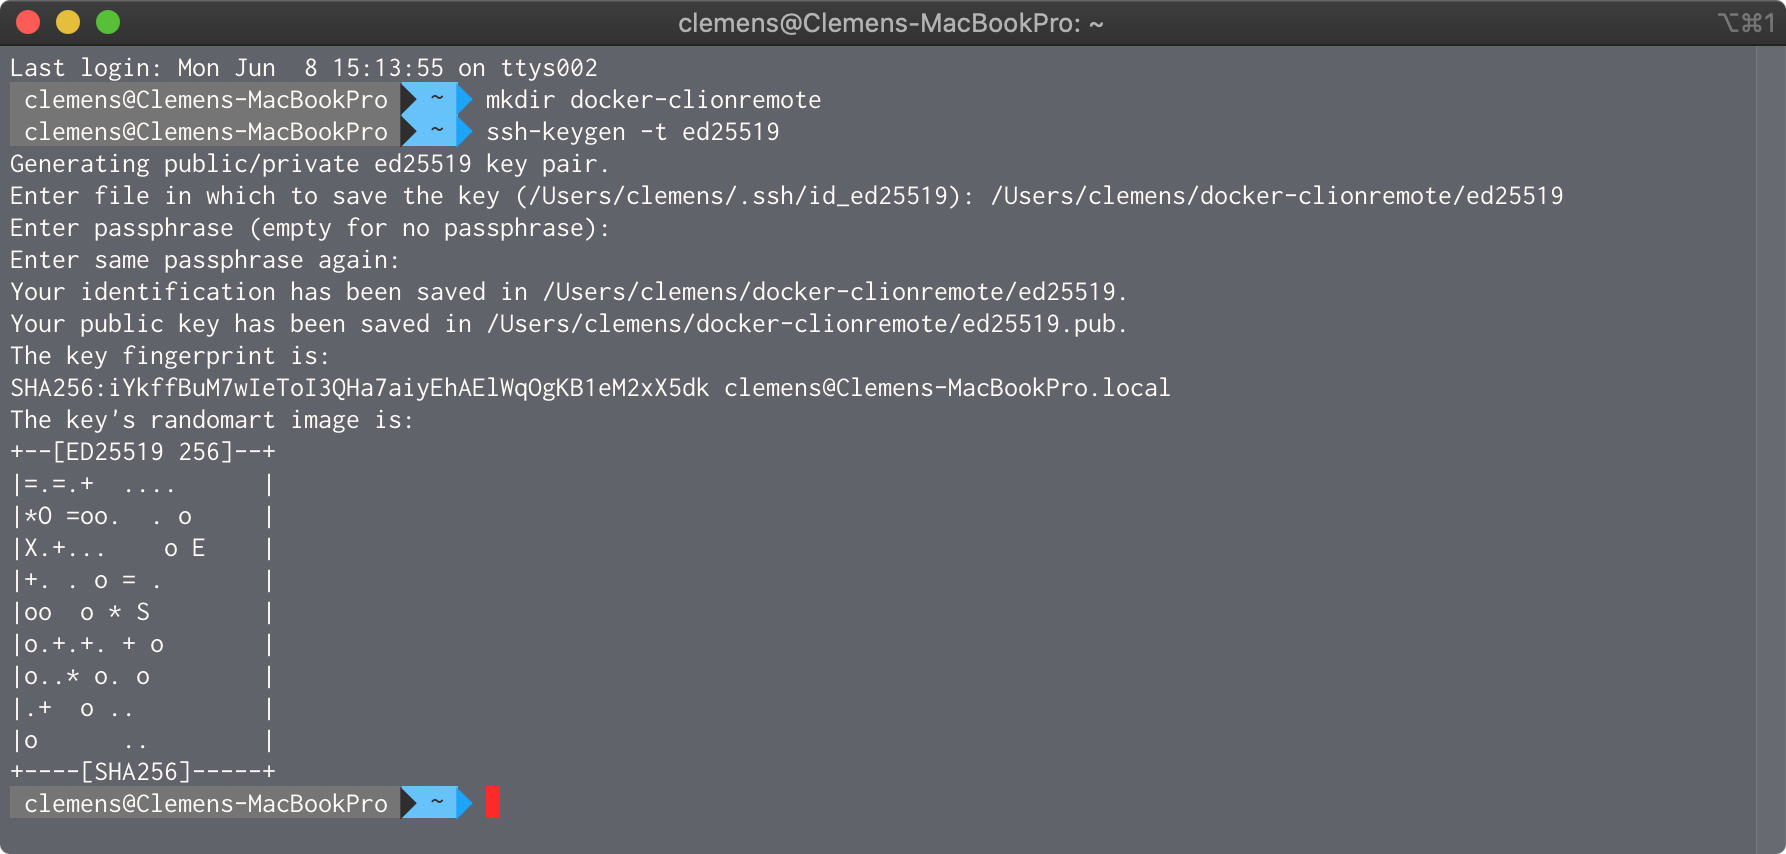 clemens@Clemens-MacBookPro: ~ ⌥⌘1
Last login: Mon Jun  8 15:13:55 on ttys002
clemens@Clemens-MacBookPro  ~  mkdir docker-clionremote
clemens@Clemens-MacBookPro  ~  ssh-keygen -t ed25519
Generating public/private ed25519 key pair.
Enter file in which to save the key (/Users/clemens/.ssh/id_ed25519): /Users/clemens/docker-clionremote/ed25519
Enter passphrase (empty for no passphrase):
Enter same passphrase again:
Your identification has been saved in /Users/clemens/docker-clionremote/ed25519.
Your public key has been saved in /Users/clemens/docker-clionremote/ed25519.pub.
The key fingerprint is:
SHA256:iYkffBuM7wIeToI3QHa7aiyEhAElWqOgKB1eM2xX5dk clemens@Clemens-MacBookPro.local
The key's randomart image is:
+--[ED25519 256]--+
|=.=.+  ....      |
|*O =oo.  . o     |
|X.+...    o E    |
|+. . o = .       |
|oo  o * S        |
|o.+.+. + o       |
|o..* o. o        |
|.+  o ..         |
|o      ..        |
+----[SHA256]-----+
clemens@Clemens-MacBookPro  ~